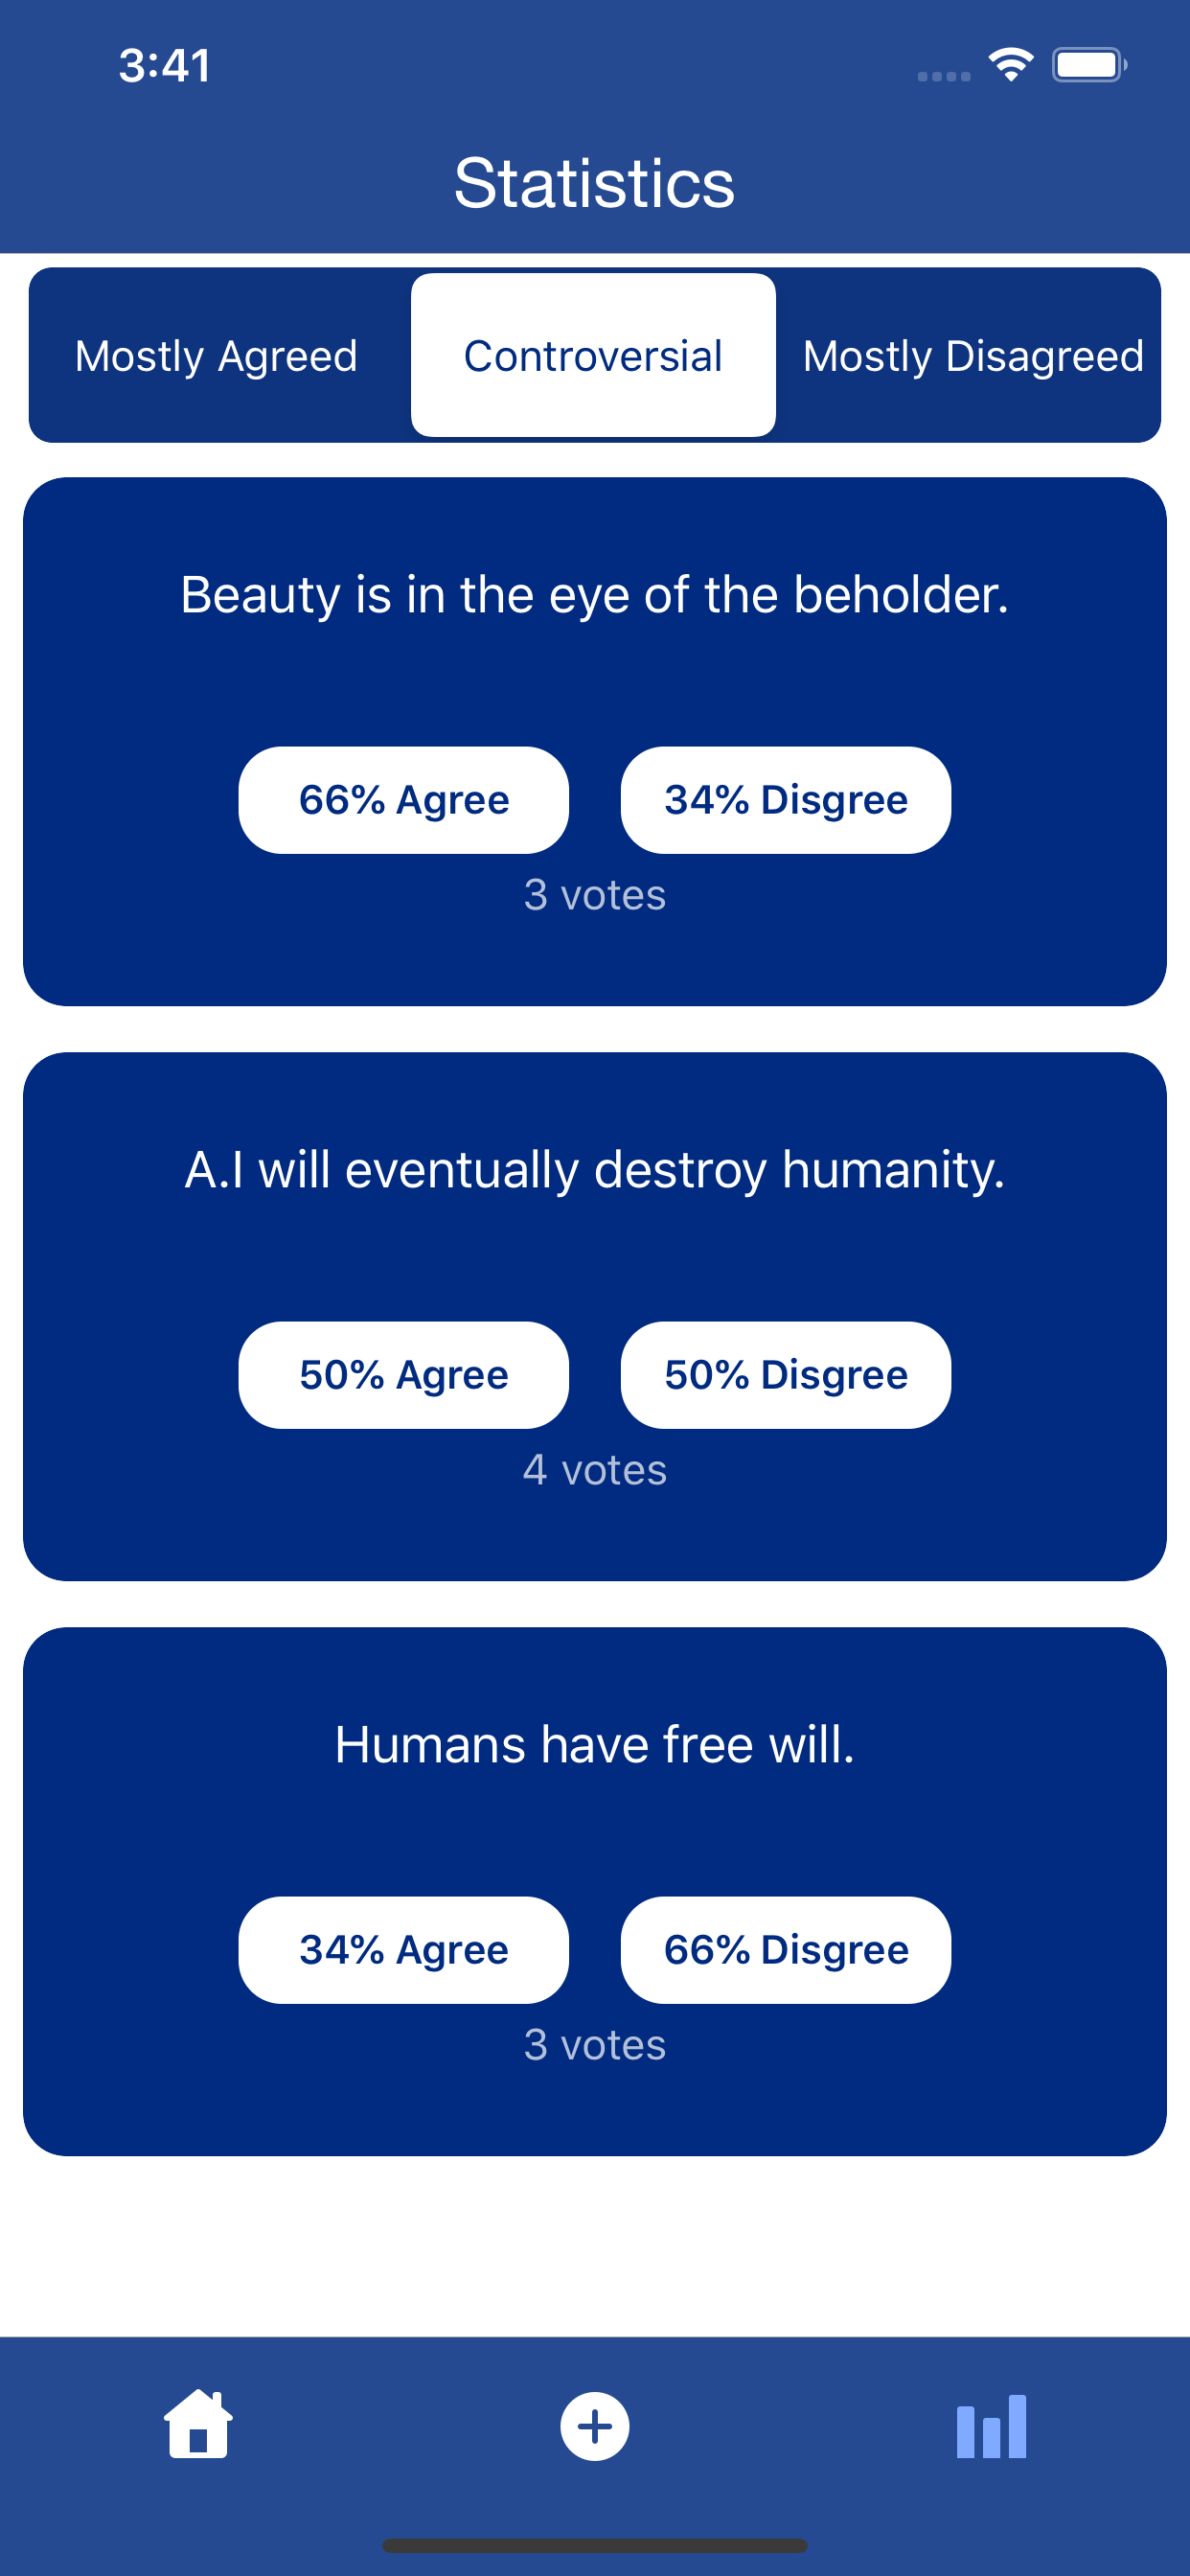 3:41
Statistics
Mostly Agreed
Controversial
Mostly Disagreed
Beauty is in the eye of the beholder.
66% Agree
34% Disgree
3 votes
A.I will eventually destroy humanity.
50% Agree
50% Disgree
4 votes
Humans have free will.
34% Agree
66% Disgree
3 votes